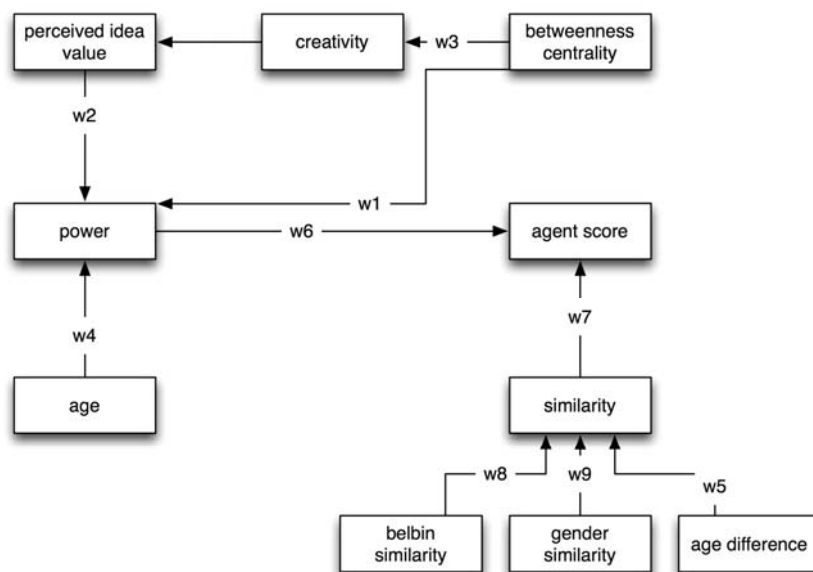 perceived idea
value
creativity
w3
betweenness
centrality
w2
w1
power
w6
agent score
w4
w7
age
similarity
w8
w9
w5
belbin
similarity
gender
similarity
age difference